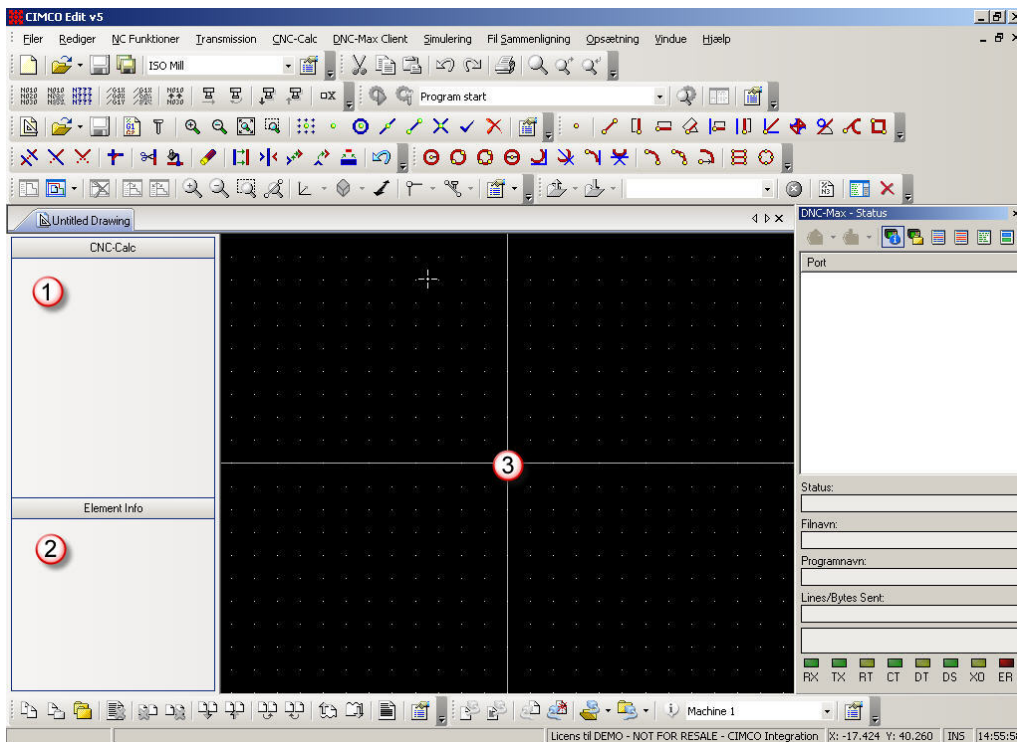 CIMCO Edit v5
Filer Rediger NC Funktioner Transmission CNC-Calc DNC-Max Client Simulering Fil Sammenligning Opsætning Vindue Hjælp
ISO Mill
Program start
Untitled Drawing
DNC-Max - Status
CNC-Calc
Port
1
3
Status:
Element Info
Filnavn:
2
Programnavn:
Lines/Bytes Sent:
RX TX RT CT DT DS XO ER
Machine 1
Licens til DEMO - NOT FOR RESALE - CIMCO Integration X: -17.424 Y: 40.260 INS 14:55:58